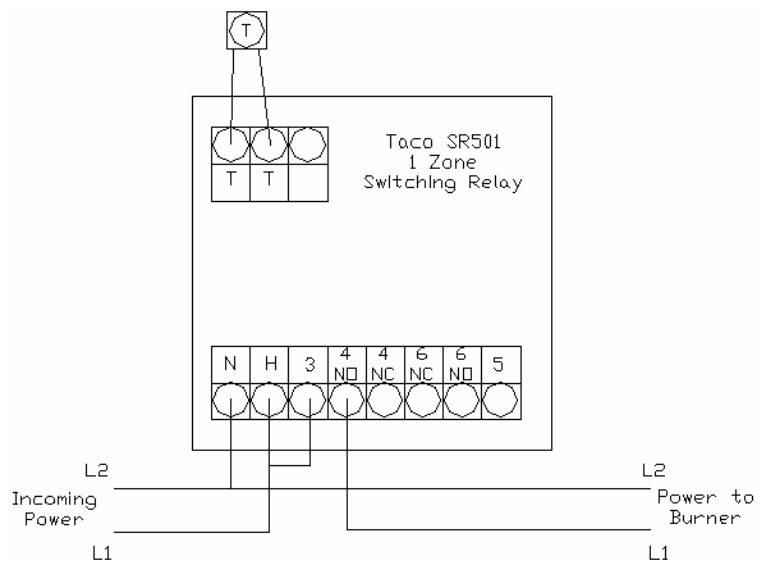 T
Taco SR501
1 Zone
Switching Relay
T T
N H 3 4 4 6 6 5
NO NC NC NO
L2 L2
Incoming
Power
Power to
Burner
L1 L1